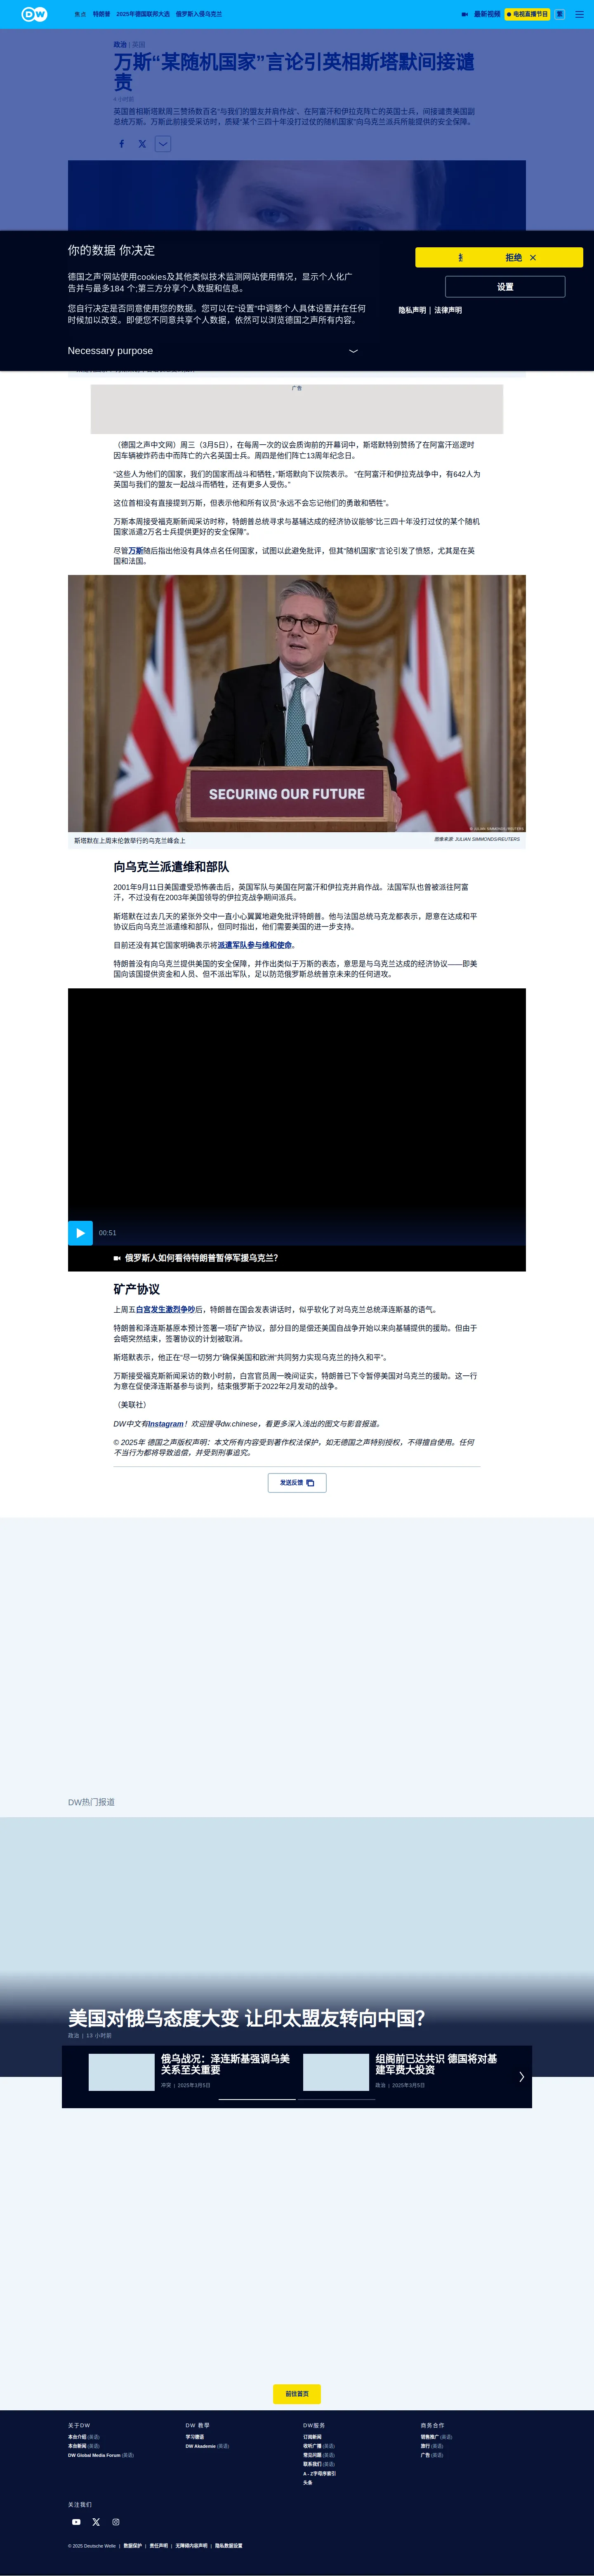 DW
焦点 特朗普 2025年德国联邦大选 俄罗斯入侵乌克兰
最新视频 电视直播节目 繁
政治 | 英国
万斯“某随机国家”言论引英相斯塔默间接谴
责
4 小时前
英国首相斯塔默周三赞扬数百名“与我们的盟友并肩作战”、在阿富汗和伊拉克阵亡的英国士兵，间接谴责美国副
总统万斯。万斯此前接受采访时，质疑“某个三四十年没打过仗的随机国家”向乌克兰派兵所能提供的安全保障。
你的数据 你决定
德国之声'网站使用cookies及其他类似技术监测网站使用情况，显示个人化广
告并与最多184 个;第三方分享个人数据和信息。
您自行决定是否同意使用您的数据。您可以在“设置”中调整个人具体设置并在任何
时候加以改变。即便您不同意共享个人数据，依然可以浏览德国之声所有内容。
Necessary purpose
拒绝
设置
隐私声明 | 法律声明
广告
（德国之声中文网）周三（3月5日），在每周一次的议会质询前的开幕词中，斯塔默特别赞扬了在阿富汗巡逻时
因车辆被炸药击中而阵亡的六名英国士兵。周四是他们阵亡13周年纪念日。
“这些人为他们的国家，我们的国家而战斗和牺牲，”斯塔默向下议院表示。 “在阿富汗和伊拉克战争中，有642人为
英国与我们的盟友一起战斗而牺牲，还有更多人受伤。”
这位首相没有直接提到万斯，但表示他和所有议员“永远不会忘记他们的勇敢和牺牲”。
万斯本周接受福克斯新闻采访时称，特朗普总统寻求与基辅达成的经济协议能够“比三四十年没打过仗的某个随机
国家派遣2万名士兵提供更好的安全保障”。
尽管万斯随后指出他没有具体点名任何国家，试图以此避免批评，但其“随机国家”言论引发了愤怒，尤其是在英
国和法国。
SECURING OUR FUTURE
斯塔默在上周末伦敦举行的乌克兰峰会上
图像来源: JULIAN SIMMONDS/REUTERS
向乌克兰派遣维和部队
2001年9月11日美国遭受恐怖袭击后，英国军队与美国在阿富汗和伊拉克并肩作战。法国军队也曾被派往阿富
汗，不过没有在2003年美国领导的伊拉克战争期间派兵。
斯塔默在过去几天的紧张外交中一直小心翼翼地避免批评特朗普。他与法国总统马克龙都表示，愿意在达成和平
协议后向乌克兰派遣维和部队，但同时指出，他们需要美国的进一步支持。
目前还没有其它国家明确表示将派遣军队参与维和使命。
特朗普没有向乌克兰提供美国的安全保障，并作出类似于万斯的表态，意思是与乌克兰达成的经济协议——即美
国向该国提供资金和人员、但不派出军队，足以防范俄罗斯总统普京未来的任何进攻。
00:51
俄罗斯人如何看待特朗普暂停军援乌克兰？
矿产协议
上周五白宫发生激烈争吵后，特朗普在国会发表讲话时，似乎软化了对乌克兰总统泽连斯基的语气。
特朗普和泽连斯基原本预计签署一项矿产协议，部分目的是偿还美国自战争开始以来向基辅提供的援助。但由于
会晤突然结束，签署协议的计划被取消。
斯塔默表示，他正在“尽一切努力”确保美国和欧洲“共同努力实现乌克兰的持久和平”。
万斯接受福克斯新闻采访的数小时前，白宫官员周一晚间证实，特朗普已下令暂停美国对乌克兰的援助。这一行
为意在促使泽连斯基参与谈判，结束俄罗斯于2022年2月发动的战争。
（美联社）
DW中文有Instagram！欢迎搜寻dw.chinese，看更多深入浅出的图文与影音报道。
© 2025年 德国之声版权声明：本文所有内容受到著作权法保护，如无德国之声特别授权，不得擅自使用。任何
不当行为都将导致追偿，并受到刑事追究。
发送反馈
DW热门报道
美国对俄乌态度大变 让印太盟友转向中国？
政治 | 13 小时前
俄乌战况：泽连斯基强调乌美
关系至关重要
冲突 | 2025年3月5日
组阁前已达共识 德国将对基
建军费大投资
政治 | 2025年3月5日
前往首页
关于DW
本台介绍 (英语)
本台新闻 (英语)
DW Global Media Forum (英语)
DW 教學
学习德语
DW Akademie (英语)
DW服务
订阅新闻
收听广播 (英语)
常见问题 (英语)
联系我们 (英语)
A - Z字母序索引
头条
商务合作
销售推广 (英语)
旅行 (英语)
广告 (英语)
关注我们
© 2025 Deutsche Welle | 数据保护 | 责任声明 | 无障碍内容声明 | 隐私数据设置